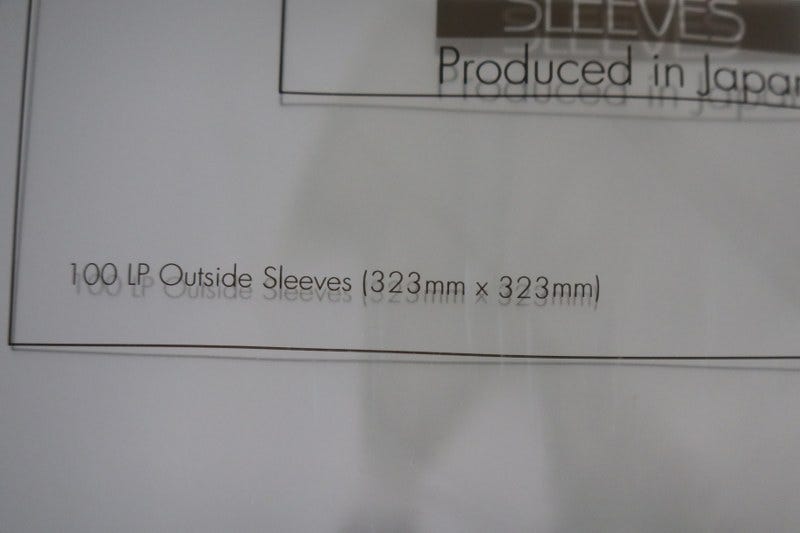 SLEEVES
Produced in Japan
100 LP Outside Sleeves (323mm x 323mm)